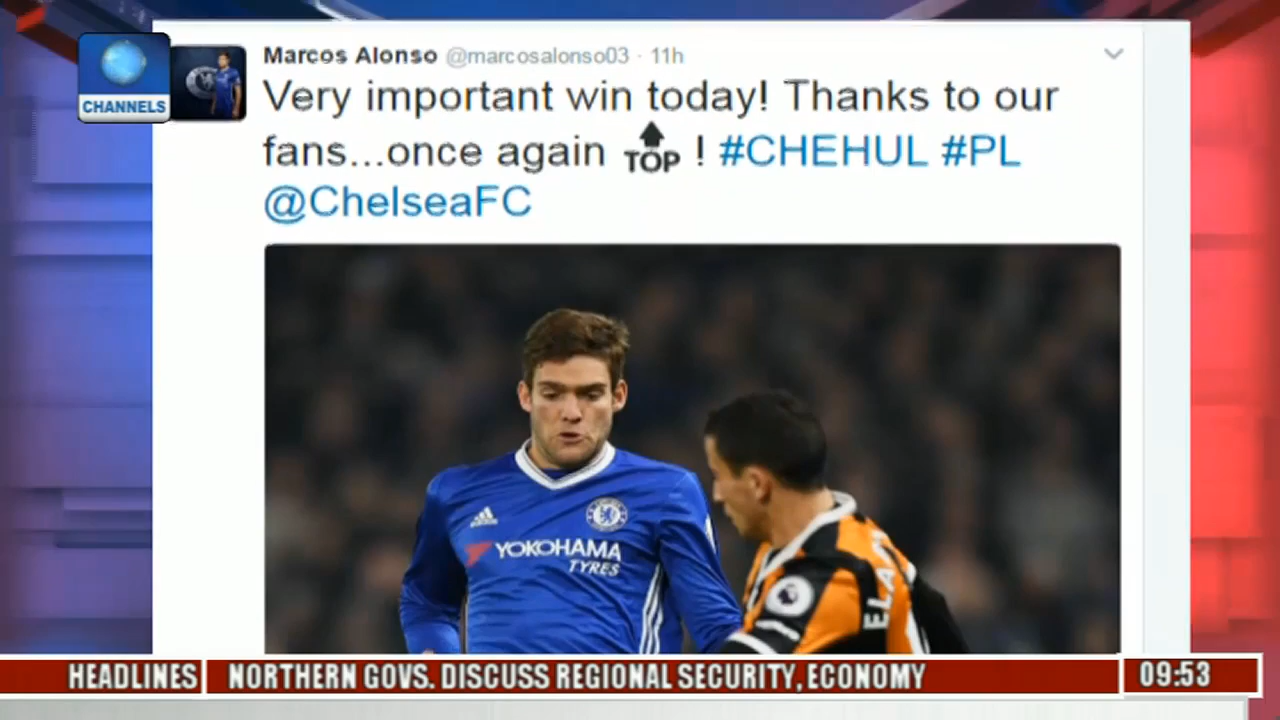 CHANNELS
Marcos Alonso @marcosalonso03 · 11h
Very important win today! Thanks to our
fans...once again TOP ! #CHEHUL #PL
@ChelseaFC
YOKOHAMA
TYRES
HEADLINES NORTHERN GOVS. DISCUSS REGIONAL SECURITY, ECONOMY 09:53